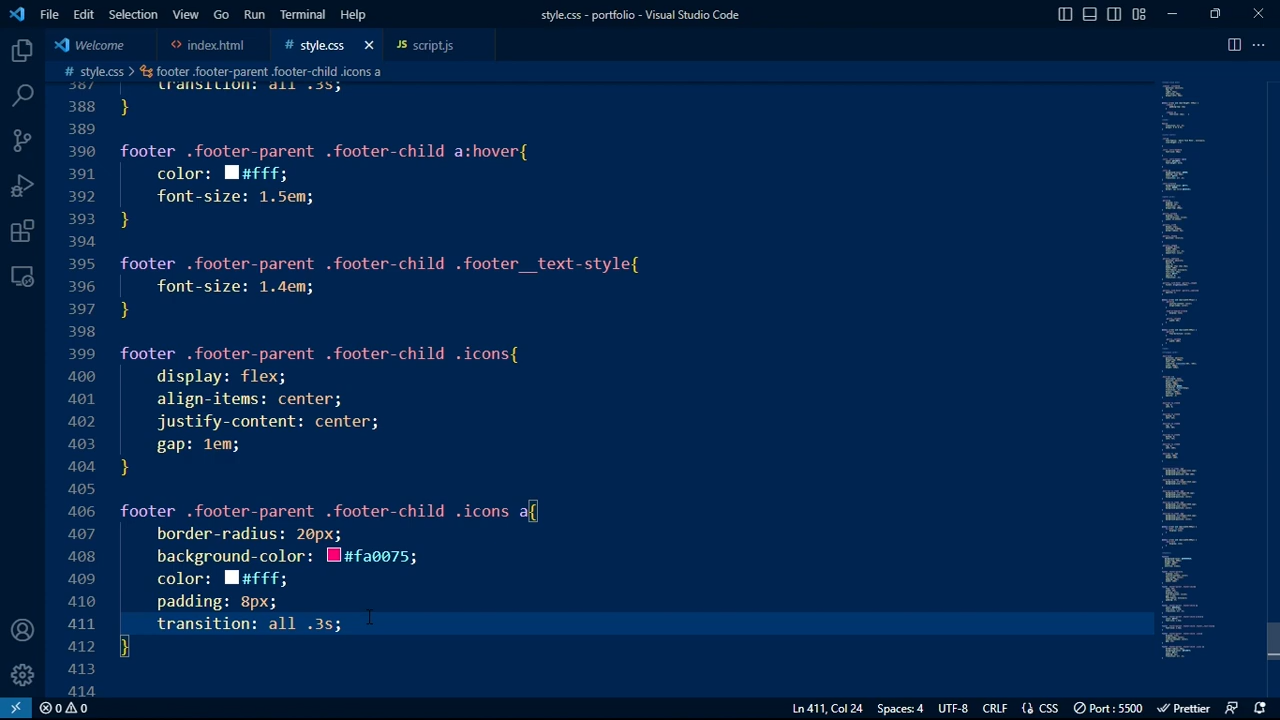 File Edit Selection View Go Run Terminal Help style.css - portfolio - Visual Studio Code
Welcome index.html # style.css JS script.js
# style.css > footer .footer-parent .footer-child .icons a
387 transition: all .3s;
388 }
389
390 footer .footer-parent .footer-child a:hover{
391 color: #fff;
392 font-size: 1.5em;
393 }
394
395 footer .footer-parent .footer-child .footer__text-style{
396 font-size: 1.4em;
397 }
398
399 footer .footer-parent .footer-child .icons{
400 display: flex;
401 align-items: center;
402 justify-content: center;
403 gap: 1em;
404 }
405
406 footer .footer-parent .footer-child .icons a{
407 border-radius: 20px;
408 background-color: #fa0075;
409 color: #fff;
410 padding: 8px;
411 transition: all .3s;
412 }
413
414
0 0 Ln 411, Col 24 Spaces: 4 UTF-8 CRLF CSS Port : 5500 Prettier